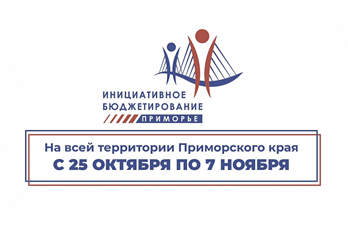 ИНИЦИАТИВНОЕ
БЮДЖЕТИРОВАНИЕ
ПРИМОРЬЕ
На всей территории Приморского края
С 25 ОКТЯБРЯ ПО 7 НОЯБРЯ